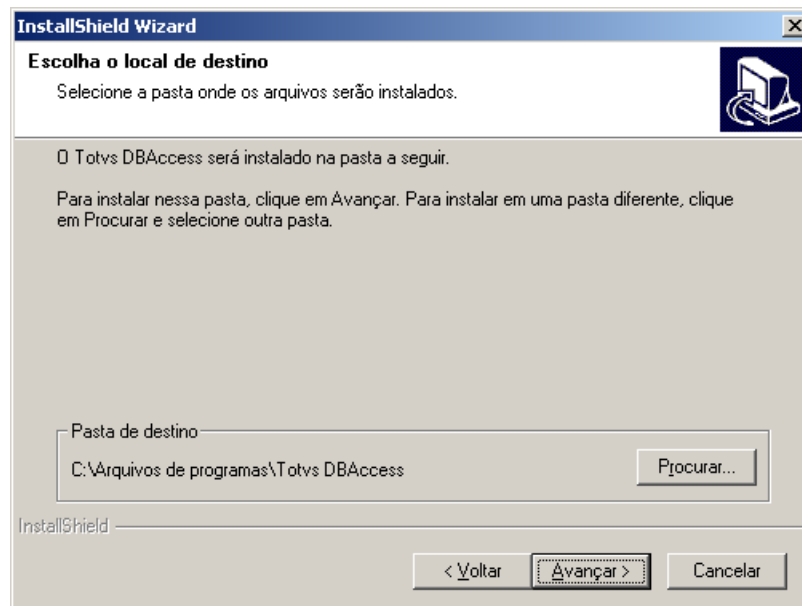 InstallShield Wizard
Escolha o local de destino
Selecione a pasta onde os arquivos serão instalados.
O Totvs DBAccess será instalado na pasta a seguir.
Para instalar nessa pasta, clique em Avançar. Para instalar em uma pasta diferente, clique
em Procurar e selecione outra pasta.
Pasta de destino
C:\Arquivos de programas\Totvs DBAccess
Procurar...
InstallShield
< Voltar
Avançar >
Cancelar